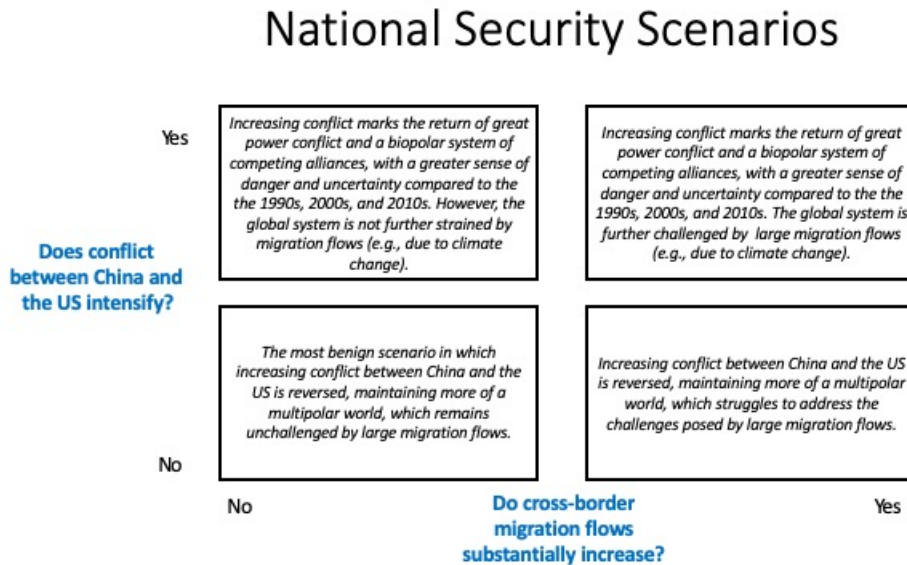 National Security Scenarios
Yes
Increasing conflict marks the return of great
power conflict and a biopolar system of
competing alliances, with a greater sense of
danger and uncertainty compared to the
the 1990s, 2000s, and 2010s. However, the
global system is not further strained by
migration flows (e.g., due to climate
change).
Increasing conflict marks the return of great
power conflict and a biopolar system of
competing alliances, with a greater sense of
danger and uncertainty compared to the the
1990s, 2000s, and 2010s. The global system is
further challenged by large migration flows
(e.g., due to climate change).
Does conflict
between China and
the US intensify?
The most benign scenario in which
increasing conflict between China and the
US is reversed, maintaining more of a
multipolar world, which remains
unchallenged by large migration flows.
Increasing conflict between China and the US
is reversed, maintaining more of a multipolar
world, which struggles to address the
challenges posed by large migration flows.
No
No
Do cross-border
migration flows
substantially increase?
Yes